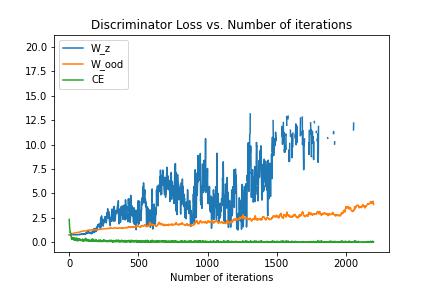 Discriminator Loss vs. Number of iterations
20.0
17.5
15.0
12.5
10.0
7.5
5.0
2.5
0.0
W_z
W_ood
CE
0 500 1000 1500 2000
Number of iterations